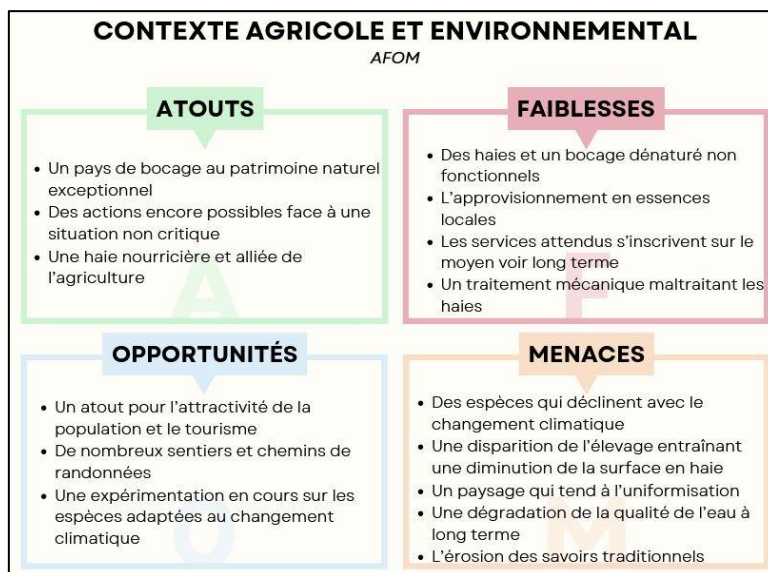 CONTEXTE AGRICOLE ET ENVIRONNEMENTAL
AFOM
ATOUTS
• Un pays de bocage au patrimoine naturel
exceptionnel
• Des actions encore possibles face à une
situation non critique
• Une haie nourricière et alliée de
l'agriculture
A
FAIBLESSES
• Des haies et un bocage dénaturé non
fonctionnels
• L'approvisionnement en essences
locales
• Les services attendus s'inscrivent sur le
moyen voir long terme
• Un traitement mécanique maltraitant les
haies
F
OPPORTUNITÉS
• Un atout pour l'attractivité de la
population et le tourisme
• De nombreux sentiers et chemins de
randonnées
• Une expérimentation en cours sur les
espèces adaptées au changement
climatique
O
MENACES
• Des espèces qui déclinent avec le
changement climatique
• Une disparition de l'élevage entraînant
une diminution de la surface en haie
• Un paysage qui tend à l'uniformisation
• Une dégradation de la qualité de l'eau à
long terme
• L'érosion des savoirs traditionnels
M